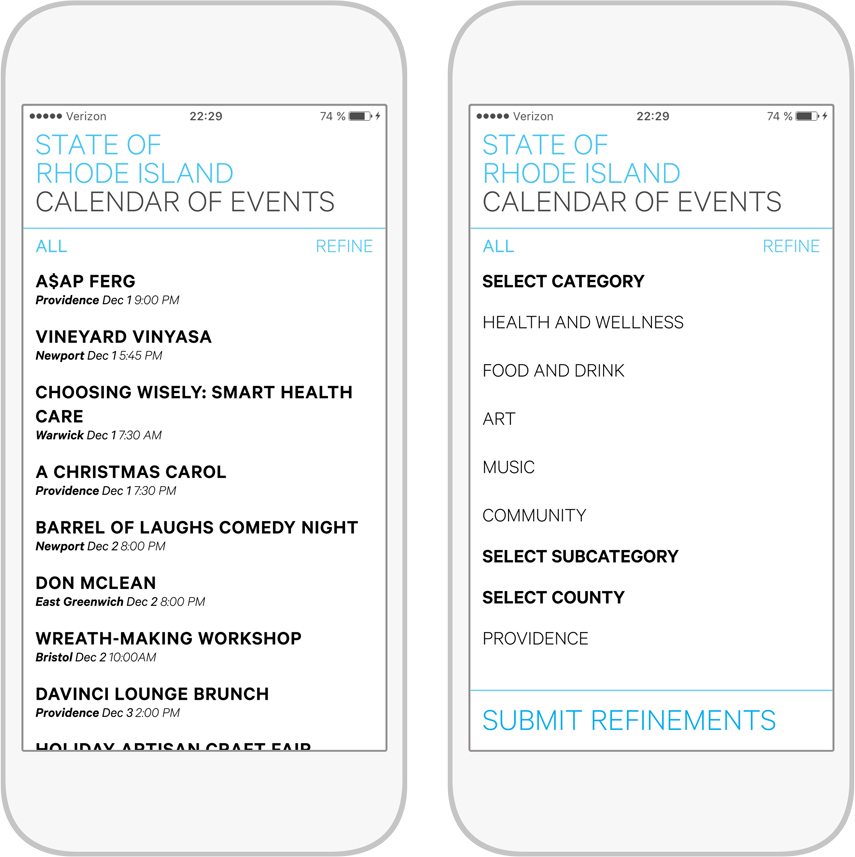 Verizon 22:29 74 %
STATE OF
RHODE ISLAND
CALENDAR OF EVENTS
ALL REFINE
A$AP FERG
Providence Dec 1 9:00 PM
VINEYARD VINYASA
Newport Dec 1 5:45 PM
CHOOSING WISELY: SMART HEALTH
CARE
Warwick Dec 1 7:30 AM
A CHRISTMAS CAROL
Providence Dec 1 7:30 PM
BARREL OF LAUGHS COMEDY NIGHT
Newport Dec 2 8:00 PM
DON MCLEAN
East Greenwich Dec 2 8:00 PM
WREATH-MAKING WORKSHOP
Bristol Dec 2 10:00AM
DAVINCI LOUNGE BRUNCH
Providence Dec 3 2:00 PM
HOLIDAY ARTISAN CRAFT FAIR
Verizon 22:29 74 %
STATE OF
RHODE ISLAND
CALENDAR OF EVENTS
ALL REFINE
SELECT CATEGORY
HEALTH AND WELLNESS
FOOD AND DRINK
ART
MUSIC
COMMUNITY
SELECT SUBCATEGORY
SELECT COUNTY
PROVIDENCE
SUBMIT REFINEMENTS